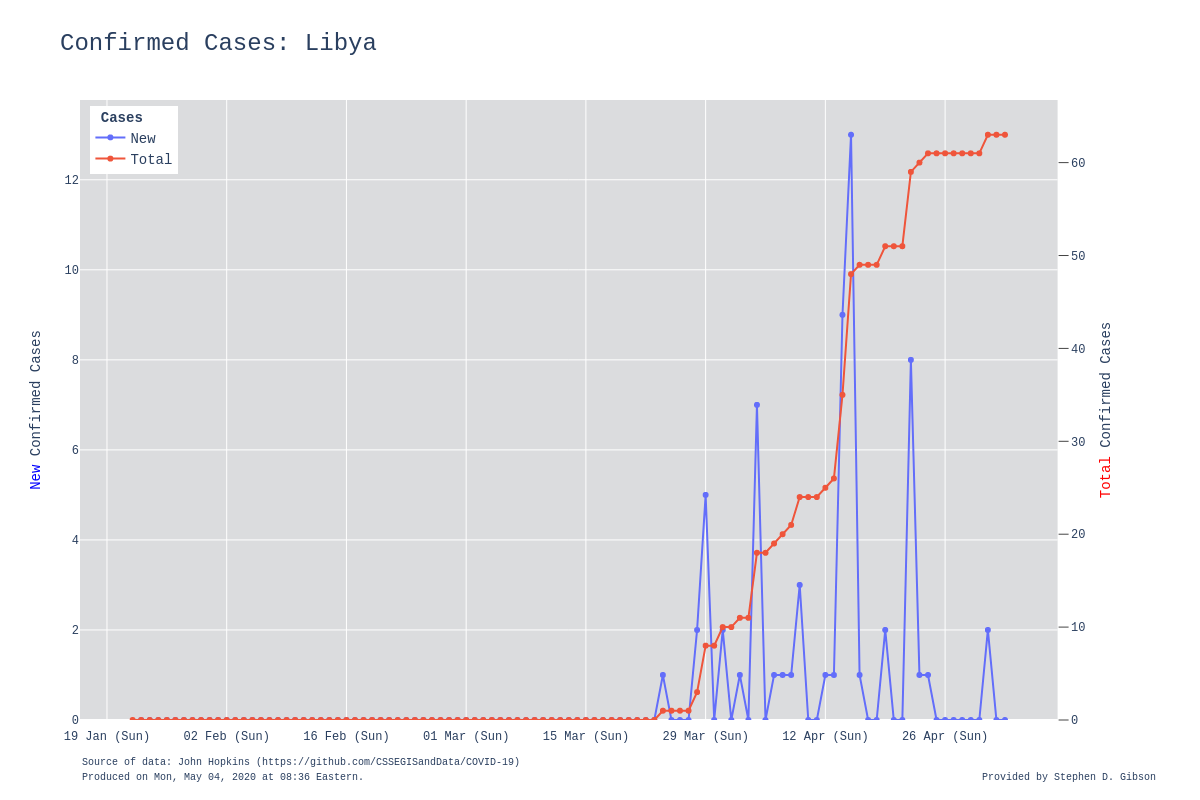 Confirmed Cases: Libya
Cases
New
Total
12
10
8
6
4
2
0
New Confirmed Cases
60
50
40
30
20
10
0
Total Confirmed Cases
19 Jan (Sun) 02 Feb (Sun) 16 Feb (Sun) 01 Mar (Sun) 15 Mar (Sun) 29 Mar (Sun) 12 Apr (Sun) 26 Apr (Sun)
Source of data: John Hopkins (https://github.com/CSSEGISandData/COVID-19)
Produced on Mon, May 04, 2020 at 08:36 Eastern.
Provided by Stephen D. Gibson